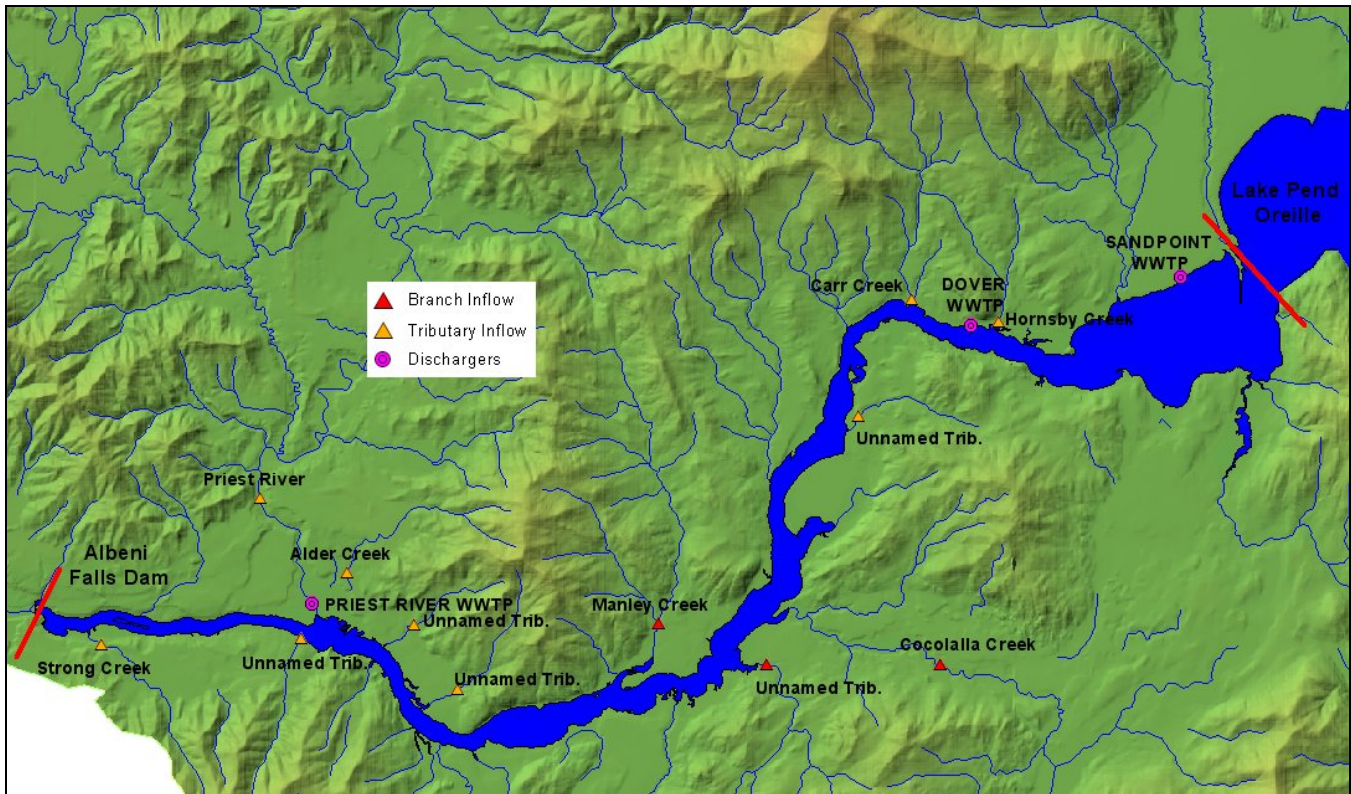 Lake Pend
Oreille
SANDPOINT
WWTP
Carr Creek
DOVER
WWTP
Hornsby Creek
Branch Inflow
Tributary Inflow
Dischargers
Unnamed Trib.
Priest River
Albeni
Falls Dam
Alder Creek
PRIEST RIVER WWTP
Manley Creek
Unnamed Trib.
Strong Creek
Unnamed Trib.
Unnamed Trib.
Unnamed Trib.
Cocolalla Creek